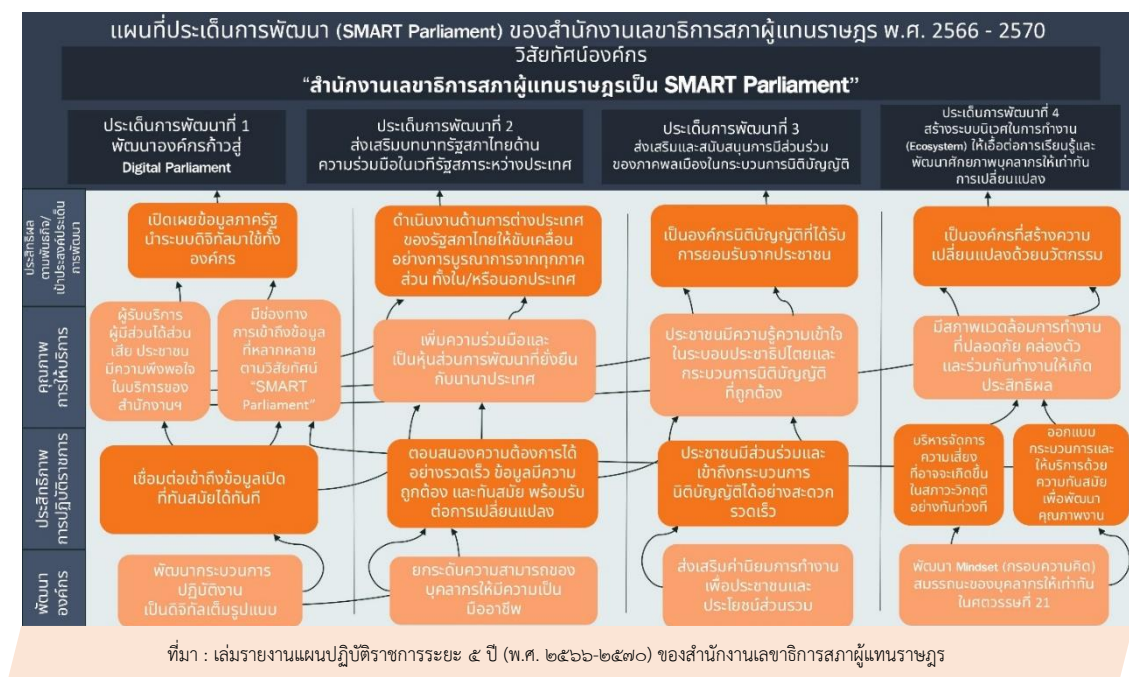 แผนที่ประเด็นการพัฒนา (SMART Parliament) ของสำนักงานเลขาธิการสภาผู้แทนราษฎร พ.ศ. 2566 - 2570
วิสัยทัศน์องค์กร
“สำนักงานเลขาธิการสภาผู้แทนราษฎรเป็น SMART Parliament”
ประเด็นการพัฒนาที่ 1
พัฒนาองค์กรก้าวสู่
Digital Parliament
ประเด็นการพัฒนาที่ 2
ส่งเสริมบทบาทรัฐสภาไทยด้าน
ความร่วมมือในเวทีรัฐสภาระหว่างประเทศ
ประเด็นการพัฒนาที่ 3
ส่งเสริมและสนับสนุนการมีส่วนร่วม
ของภาคพลเมืองในกระบวนการนิติบัญญัติ
ประเด็นการพัฒนาที่ 4
สร้างระบบนิเวศในการทำงาน
(Ecosystem) ให้เอื้อต่อการเรียนรู้และ
พัฒนาศักยภาพบุคลากรให้เท่าทัน
การเปลี่ยนแปลง
ประสิทธิผล
ตามพันธกิจ/
เป้าประสงค์ประเด็น
การพัฒนา
เปิดเผยข้อมูลภาครัฐ
นำระบบดิจิทัลมาใช้ทั้ง
องค์กร
ดำเนินงานด้านการต่างประเทศ
ของรัฐสภาไทยให้ขับเคลื่อน
อย่างการบูรณาการจากทุกภาค
ส่วน ทั้งใน/หรือนอกประเทศ
เป็นองค์กรนิติบัญญัติที่ได้รับ
การยอมรับจากประชาชน
เป็นองค์กรที่สร้างความ
เปลี่ยนแปลงด้วยนวัตกรรม
คุณภาพ
การให้บริการ
ผู้รับบริการ
ผู้มีส่วนได้ส่วน
เสีย ประชาชน
มีความพึงพอใจ
ในบริการของ
สำนักงานฯ
มีช่องทาง
การเข้าถึงข้อมูล
ที่หลากหลาย
ตามวิสัยทัศน์
“SMART
Parliament”
เพิ่มความร่วมมือและ
เป็นหุ้นส่วนการพัฒนาที่ยั่งยืน
กับนานาประเทศ
ประชาชนมีความรู้ความเข้าใจ
ในระบอบประชาธิปไตยและ
กระบวนการนิติบัญญัติ
ที่ถูกต้อง
มีสภาพแวดล้อมการทำงาน
ที่ปลอดภัย คล่องตัว
และร่วมกันทำงานให้เกิด
ประสิทธิผล
ประสิทธิภาพ
การปฏิบัติราชการ
เชื่อมต่อเข้าถึงข้อมูลเปิด
ที่ทันสมัยได้ทันที
ตอบสนองความต้องการได้
อย่างรวดเร็ว ข้อมูลมีความ
ถูกต้อง และทันสมัย พร้อมรับ
ต่อการเปลี่ยนแปลง
ประชาชนมีส่วนร่วมและ
เข้าถึงกระบวนการ
นิติบัญญัติได้อย่างสะดวก
รวดเร็ว
บริหารจัดการ
ความเสี่ยง
ที่อาจจะเกิดขึ้น
ในสภาวะวิกฤติ
อย่างทันท่วงที
ออกแบบ
กระบวนการและ
ให้บริการด้วย
ความทันสมัย
เพื่อพัฒนา
คุณภาพงาน
พัฒนา
องค์กร
พัฒนากระบวนการ
ปฏิบัติงาน
เป็นดิจิทัลเต็มรูปแบบ
ยกระดับความสามารถของ
บุคลากรให้มีความเป็น
มืออาชีพ
ส่งเสริมค่านิยมการทำงาน
เพื่อประชาชนและ
ประโยชน์ส่วนรวม
พัฒนา Mindset (กรอบความคิด)
สมรรถนะของบุคลากรให้เท่าทัน
ในศตวรรษที่ 21
ที่มา : เล่มรายงานแผนปฏิบัติราชการระยะ ๕ ปี (พ.ศ. ๒๕๖๖-๒๕๗๐) ของสำนักงานเลขาธิการสภาผู้แทนราษฎร